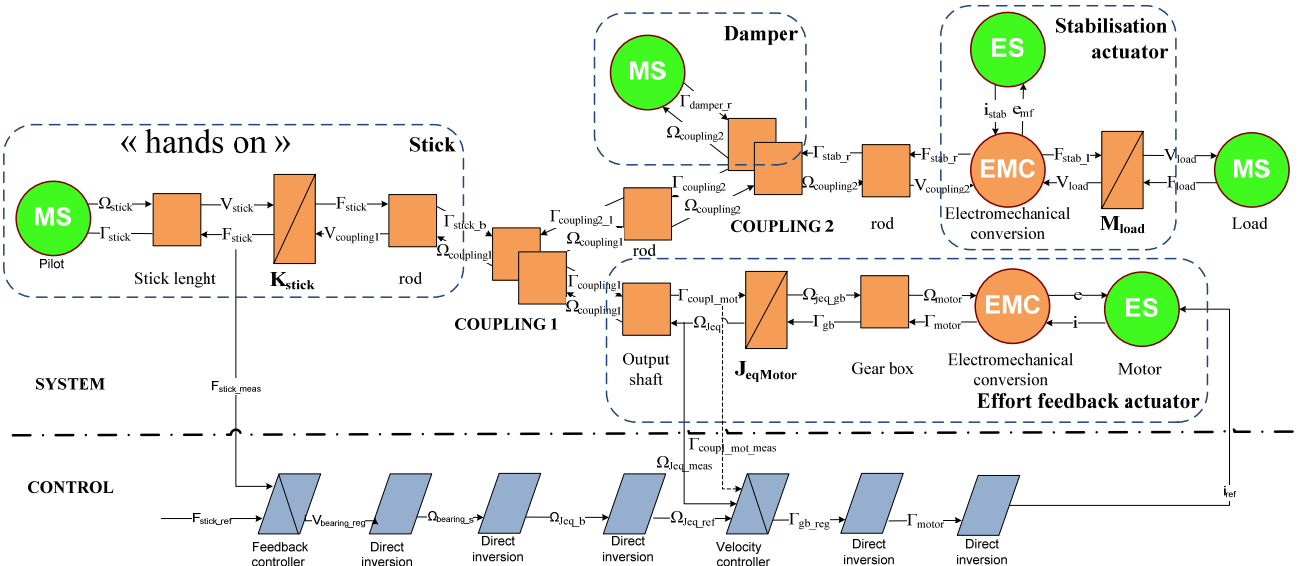 Damper
Stabilisation
actuator
ES
MS
Γdamper_r
Ωcoupling2
istab
emf
« hands on »
Stick
MS
Pilot
Ωstick
Γstick
Stick lenght
Vstick
Fstick
Kstick
Fstick
Vcoupling1
rod
Γstick_b
Ωcoupling1
COUPLING 1
Γcoupling2_1
Ωcoupling1
rod
Γcoupling2
Ωcoupling2
COUPLING 2
Γstab_r
Ωcoupling2
rod
Fstab_r
Vcoupling2
EMC
Electromechanical
conversion
Fstab_l
Vload
Mload
Vload
Fload
MS
Load
Γcoupling1
Ωcoupling1
Output
shaft
Γcoupl_mot
ΩJeq
JeqMotor
Ωjeq_gb
Γgb
Gear box
Ωmotor
Γmotor
EMC
Electromechanical
conversion
e
i
ES
Motor
Effort feedback actuator
SYSTEM
Fstick_meas
Γcoupl_mot_meas
ΩJeq_meas
CONTROL
iref
Fstick_ref
Feedback
controller
Vbearing_reg
Direct
inversion
Ωbearing_s
Direct
inversion
ΩJeq_b
Direct
inversion
ΩJeq_ref
Velocity
controller
Γgb_reg
Direct
inversion
Γmotor
Direct
inversion